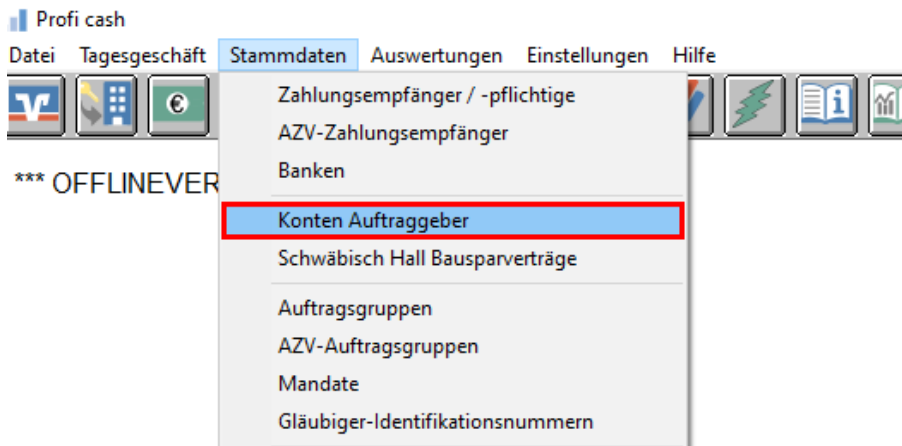 Profi cash
Datei Tagesgeschäft Stammdaten Auswertungen Einstellungen Hilfe
Zahlungsempfänger / -pflichtige
AZV-Zahlungsempfänger
Banken
*** OFFLINEVER
Konten Auftraggeber
Schwäbisch Hall Bausparverträge
Auftragsgruppen
AZV-Auftragsgruppen
Mandate
Gläubiger-Identifikationsnummern